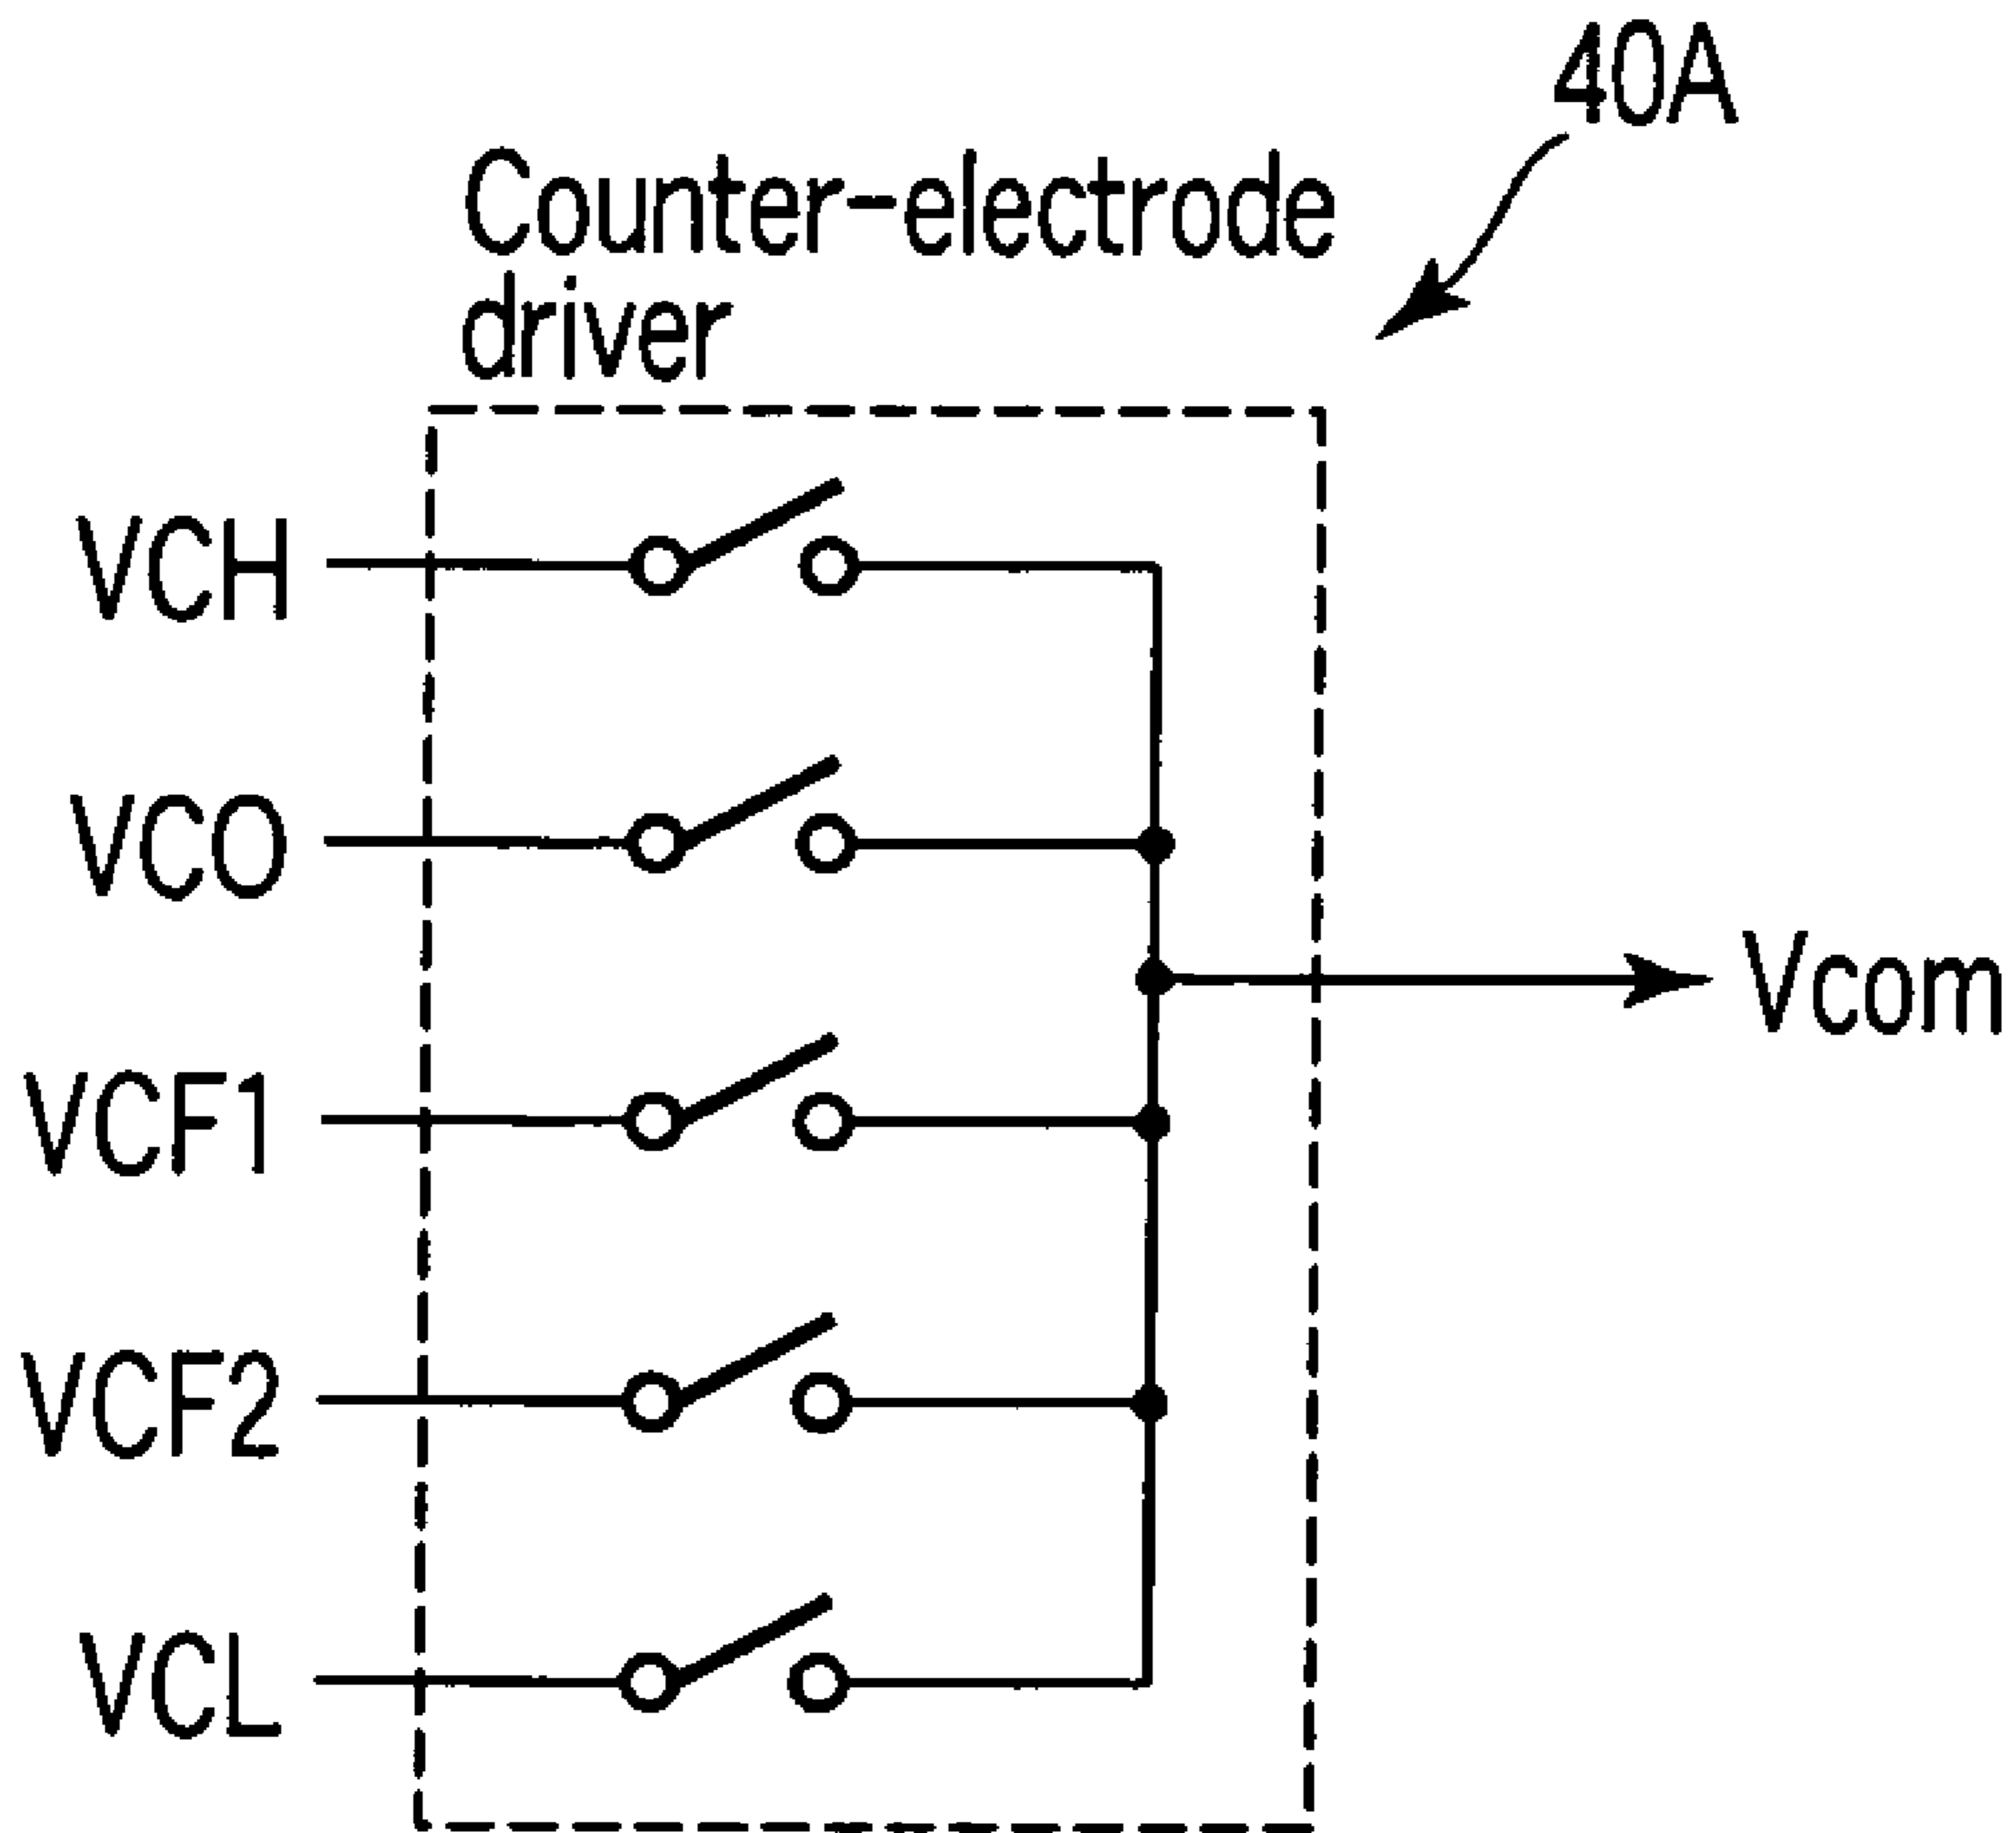 40A
Counter-electrode
driver
VCH
VCO
Vcom
VCF1
VCF2
VCL